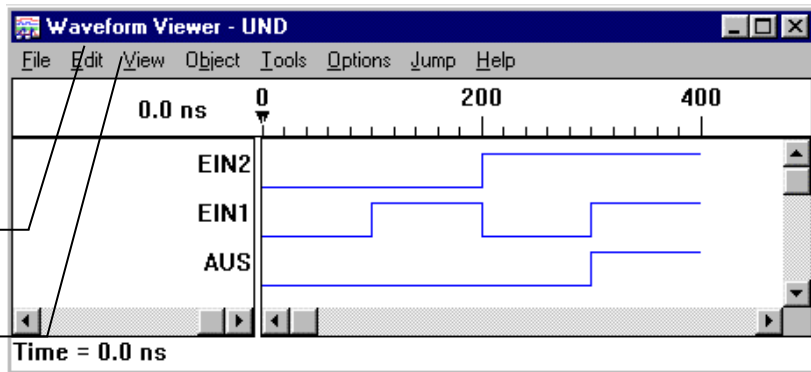 Waveform Viewer - UND
File Edit View Object Tools Options Jump Help
0.0 ns 0 200 400
EIN2
EIN1
AUS
Time = 0.0 ns